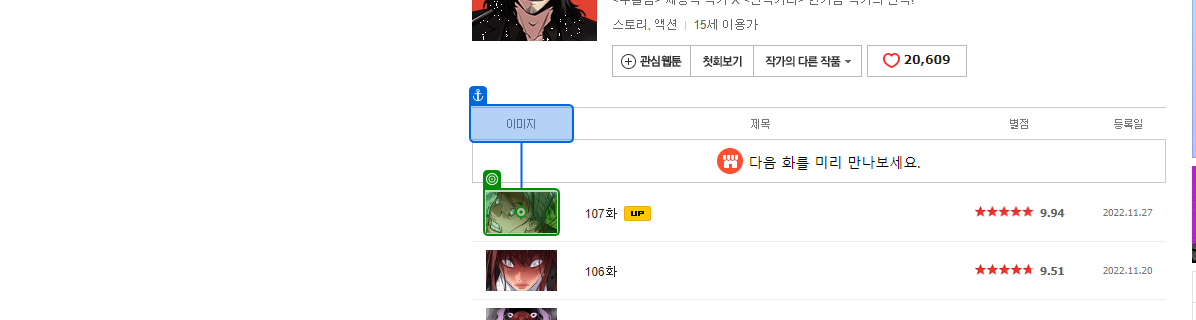 스토리, 액션 | 15세 이용가
관심웹툰 첫회보기 작가의 다른 작품 20,609
이미지 제목 별점 등록일
다음 화를 미리 만나보세요.
107화 UP 9.94 2022.11.27
106화 9.51 2022.11.20